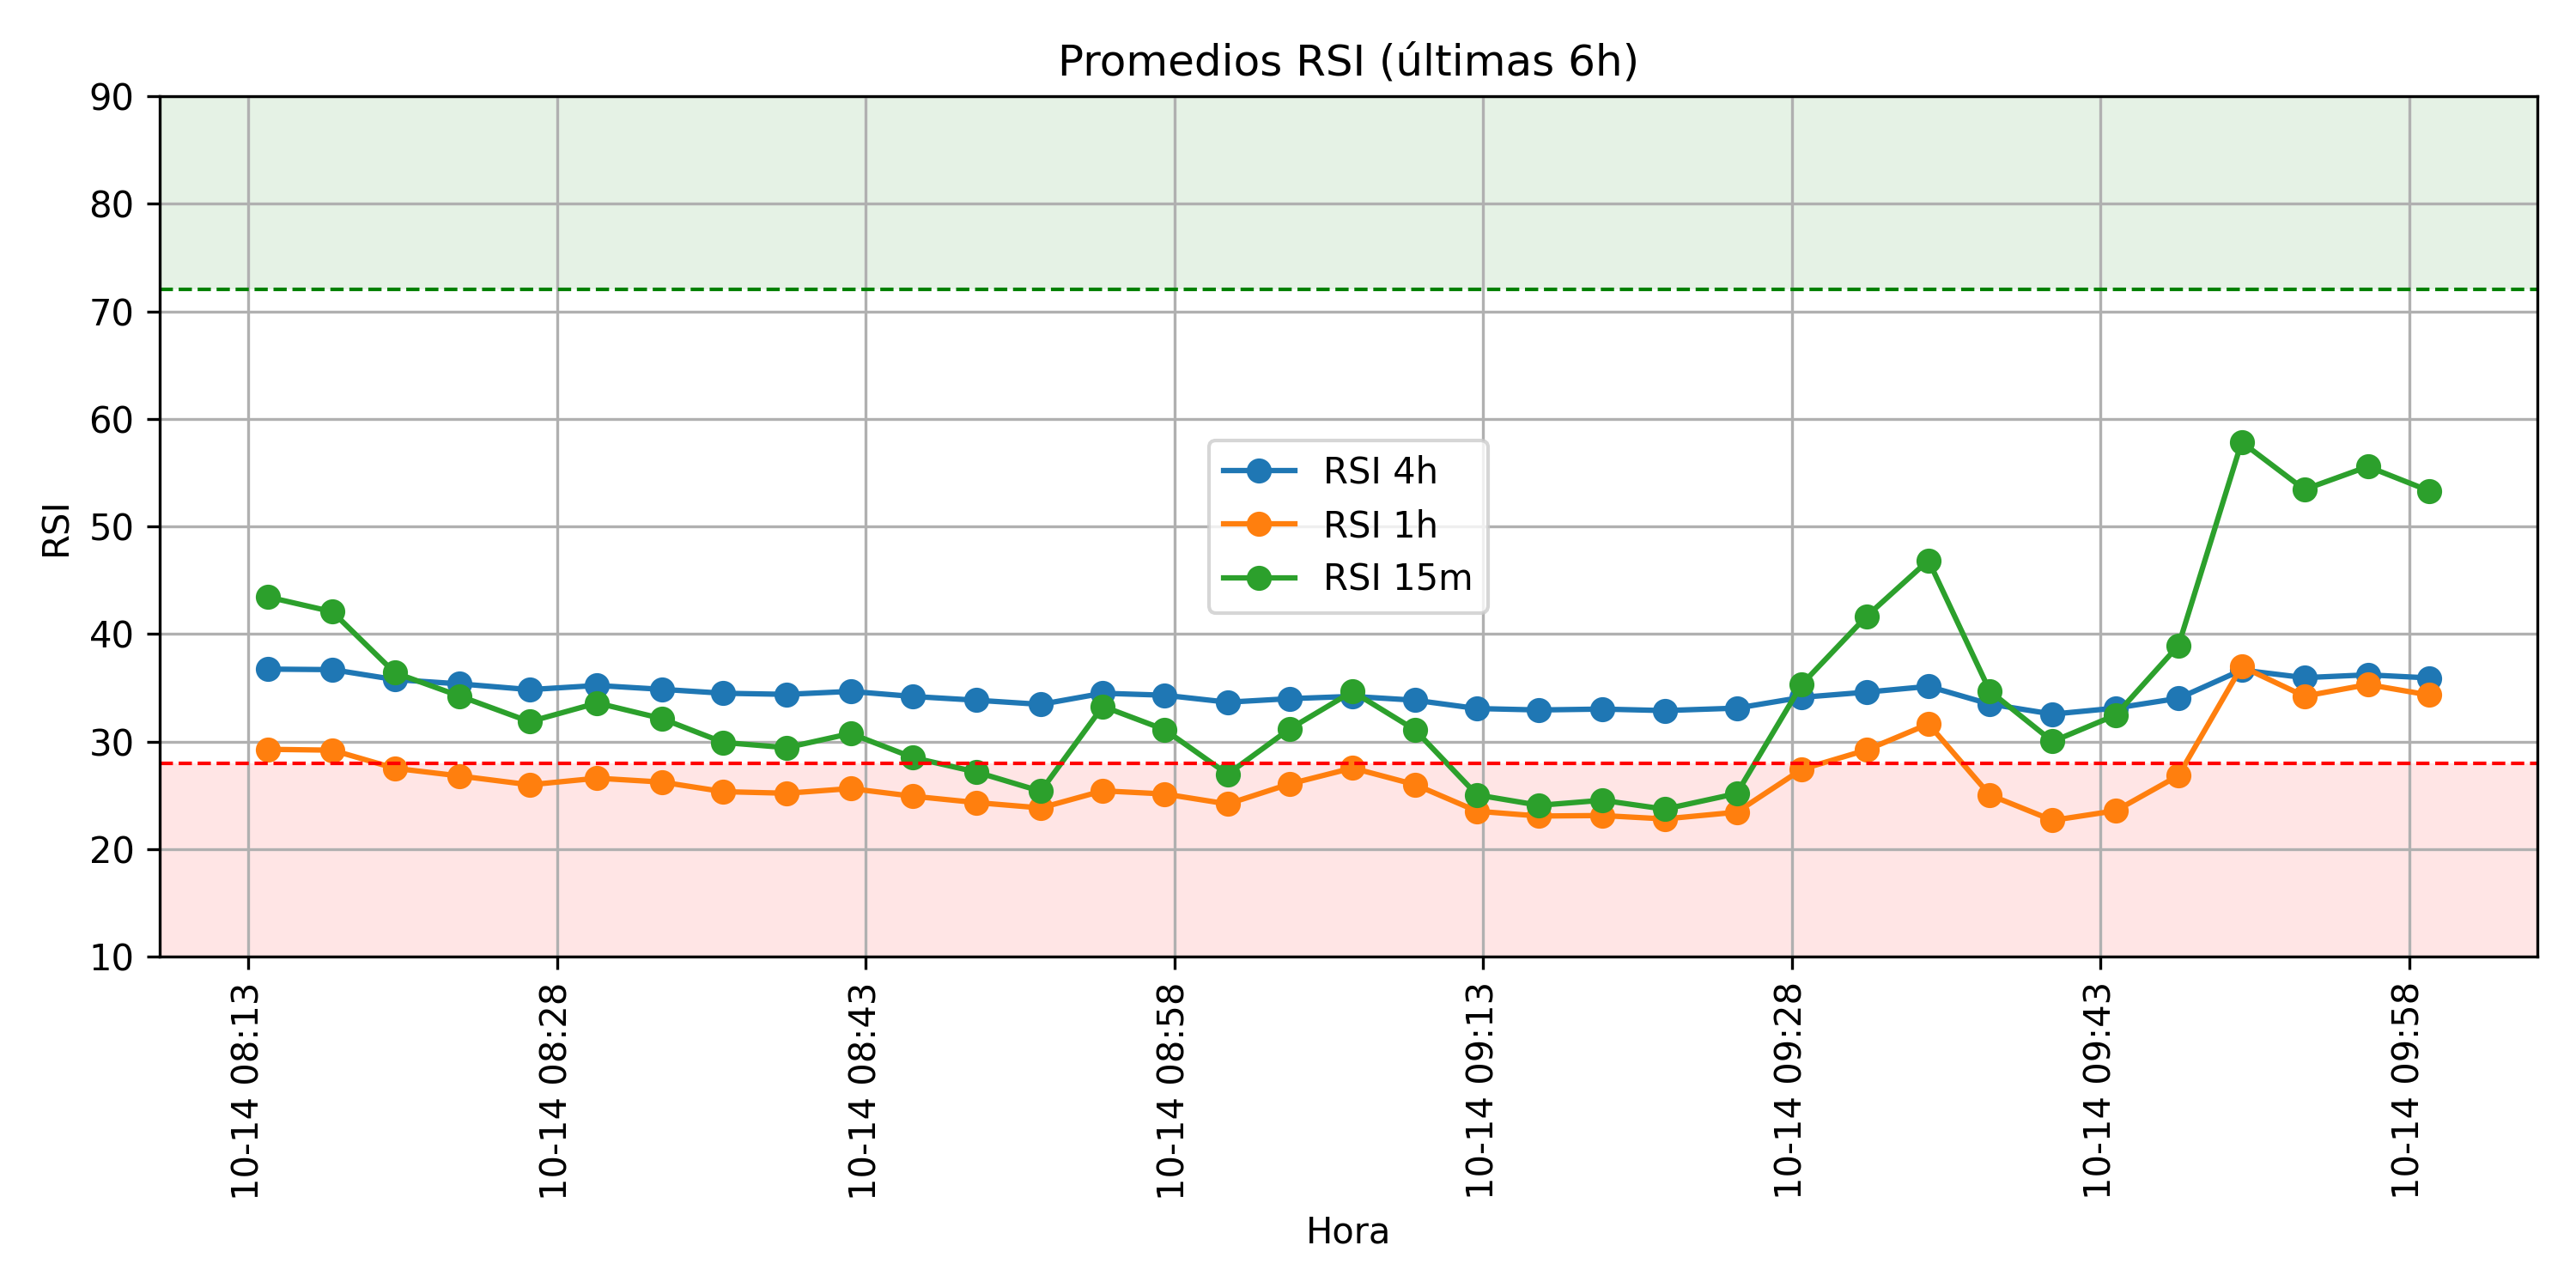 Promedios RSI (últimas 6h)
90
80
70
60
50
40
30
20
10
RSI
RSI 4h
RSI 1h
RSI 15m
10-14 08:13
10-14 08:28
10-14 08:43
10-14 08:58
10-14 09:13
10-14 09:28
10-14 09:43
10-14 09:58
Hora